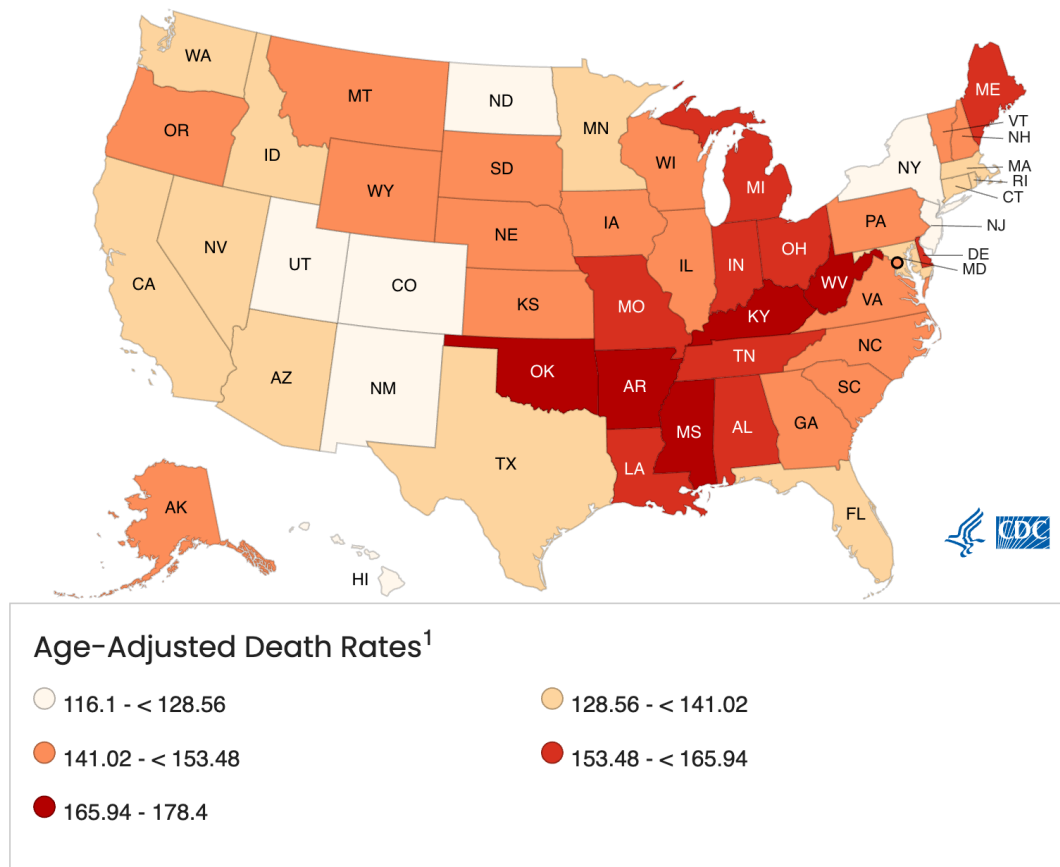 WA
MT
ND
ME
MN
VT
OR
NH
ID
WI
SD
NY
MA
WY
MI
RI
CT
IA
PA
NJ
NE
NV
OH
DE
UT
IL
IN
MD
CO
WV
CA
VA
KS
MO
KY
NC
TN
OK
AZ
AR
SC
NM
GA
AL
MS
TX
LA
AK
FL
CDC
HI
Age-Adjusted Death Rates1
116.1 - < 128.56
128.56 - < 141.02
141.02 - < 153.48
153.48 - < 165.94
165.94 - 178.4